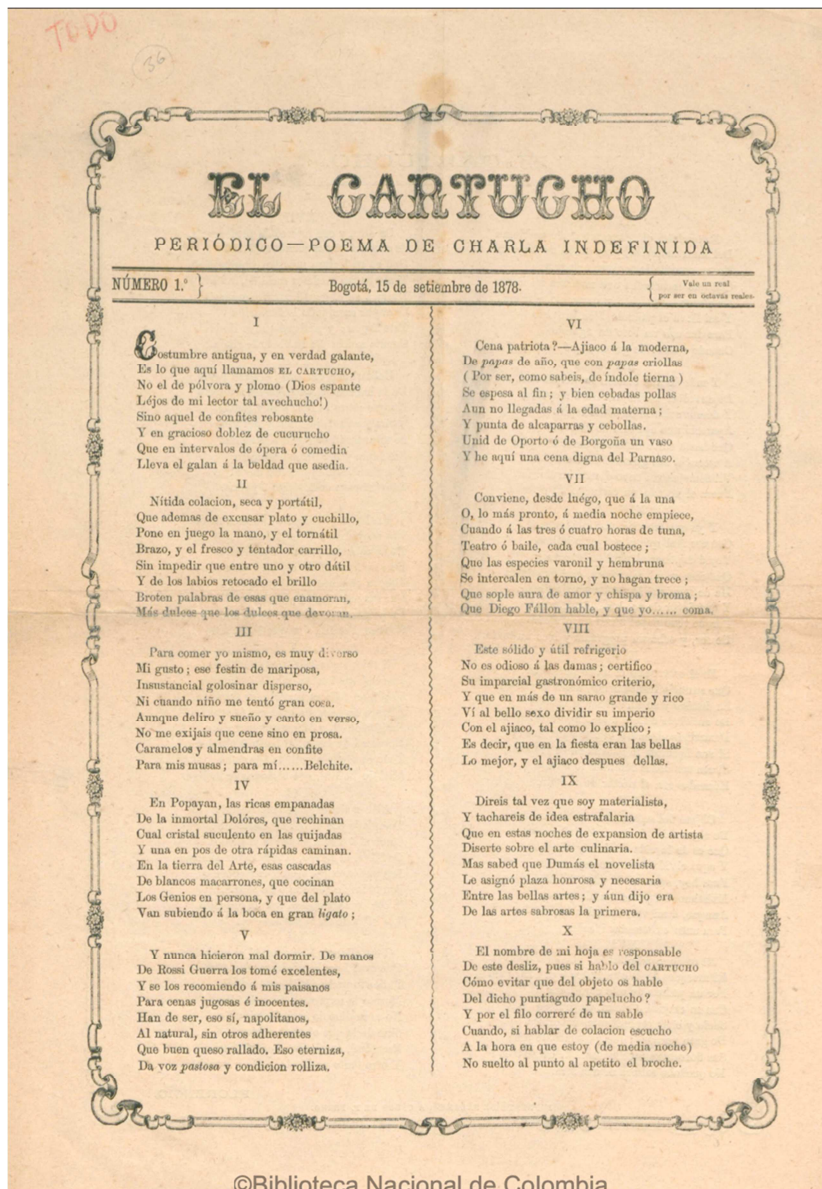 TODO
36
EL CARTUCHO
PERIÓDICO—POEMA DE CHARLA INDEFINIDA
NÚMERO 1.º
Bogotá, 15 de setiembre de 1878.
Vale un real
por ser en octavas reales.
I
Costumbre antigua, y en verdad galante,
Es lo que aquí llamamos EL CARTUCHO,
No el de pólvora y plomo (Dios espante
Léjos de mi lector tal avechucho!)
Sino aquel de confites rebosante
Y en gracioso doblez de cucurucho
Que en intervalos de ópera ó comedia
Lleva el galan á la beldad que asedia.
II
Nítida colacion, seca y portátil,
Que ademas de excusar plato y cuchillo,
Pone en juego la mano, y el tornátil
Brazo, y el fresco y tentador carrillo,
Sin impedir que entre uno y otro dátil
Y de los labios retocado el brillo
Broten palabras de esas que enamoran,
Más dulces que los dulces que devoran.
III
Para comer yo mismo, es muy diverso
Mi gusto; ese festin de mariposa,
Insustancial golosinar disperso,
Ni cuando niño me tentó gran cosa.
Aunque deliro y sueño y canto en verso,
No me exijais que cene sino en prosa.
Caramelos y almendras en confite
Para mis musas; para mí......Belchite.
IV
En Popayan, las ricas empanadas
De la inmortal Dolóres, que rechinan
Cual cristal suculento en las quijadas
Y una en pos de otra rápidas caminan.
En la tierra del Arte, esas cascadas
De blancos macarrones, que cocinan
Los Genios en persona, y que del plato
Van subiendo á la boca en gran ligato;
V
Y nunca hicieron mal dormir. De manos
De Rossi Guerra los tomé excelentes,
Y se los recomiendo á mis paisanos
Para cenas jugosas é inocentes.
Han de ser, eso sí, napolitanos,
Al natural, sin otros adherentes
Que buen queso rallado. Eso eterniza,
Da voz pastosa y condicion rolliza.
VI
Cena patriota?—Ajiaco á la moderna,
De papas de año, que con papas criollas
(Por ser, como sabeis, de índole tierna)
Se espesa al fin; y bien cebadas pollas
Aun no llegadas á la edad materna;
Y punta de alcaparras y cebollas.
Unid de Oporto ó de Borgoña un vaso
Y he aquí una cena digna del Parnaso.
VII
Conviene, desde luégo, que á la una
O, lo más pronto, á media noche empiece,
Cuando á las tres ó cuatro horas de tuna,
Teatro ó baile, cada cual bostece;
Que las especies varonil y hembruna
Se intercalen en torno, y no hagan trece;
Que sople aura de amor y chispa y broma;
Que Diego Fállon hable, y que yo...... coma.
VIII
Este sólido y útil refrigerio
No es odioso á las damas; certifico
Su imparcial gastronómico criterio,
Y que en más de un sarao grande y rico
Ví al bello sexo dividir su imperio
Con el ajiaco, tal como lo explico;
Es decir, que en la fiesta eran las bellas
Lo mejor, y el ajiaco despues dellas.
IX
Direis tal vez que soy materialista,
Y tachareis de idea estrafalaria
Que en estas noches de expansion de artista
Diserte sobre el arte culinaria.
Mas sabed que Dumás el novelista
Le asignó plaza honrosa y necesaria
Entre las bellas artes; y áun dijo era
De las artes sabrosas la primera.
X
El nombre de mi hoja es responsable
De este desliz, pues si hablo del CARTUCHO
Cómo evitar que del objeto os hable
Del dicho puntiagudo papelucho?
Y por el filo correré de un sable
Cuando, si hablar de colacion escucho
A la hora en que estoy (de media noche)
No suelto al punto al apetito el broche.
©Biblioteca Nacional de Colombia